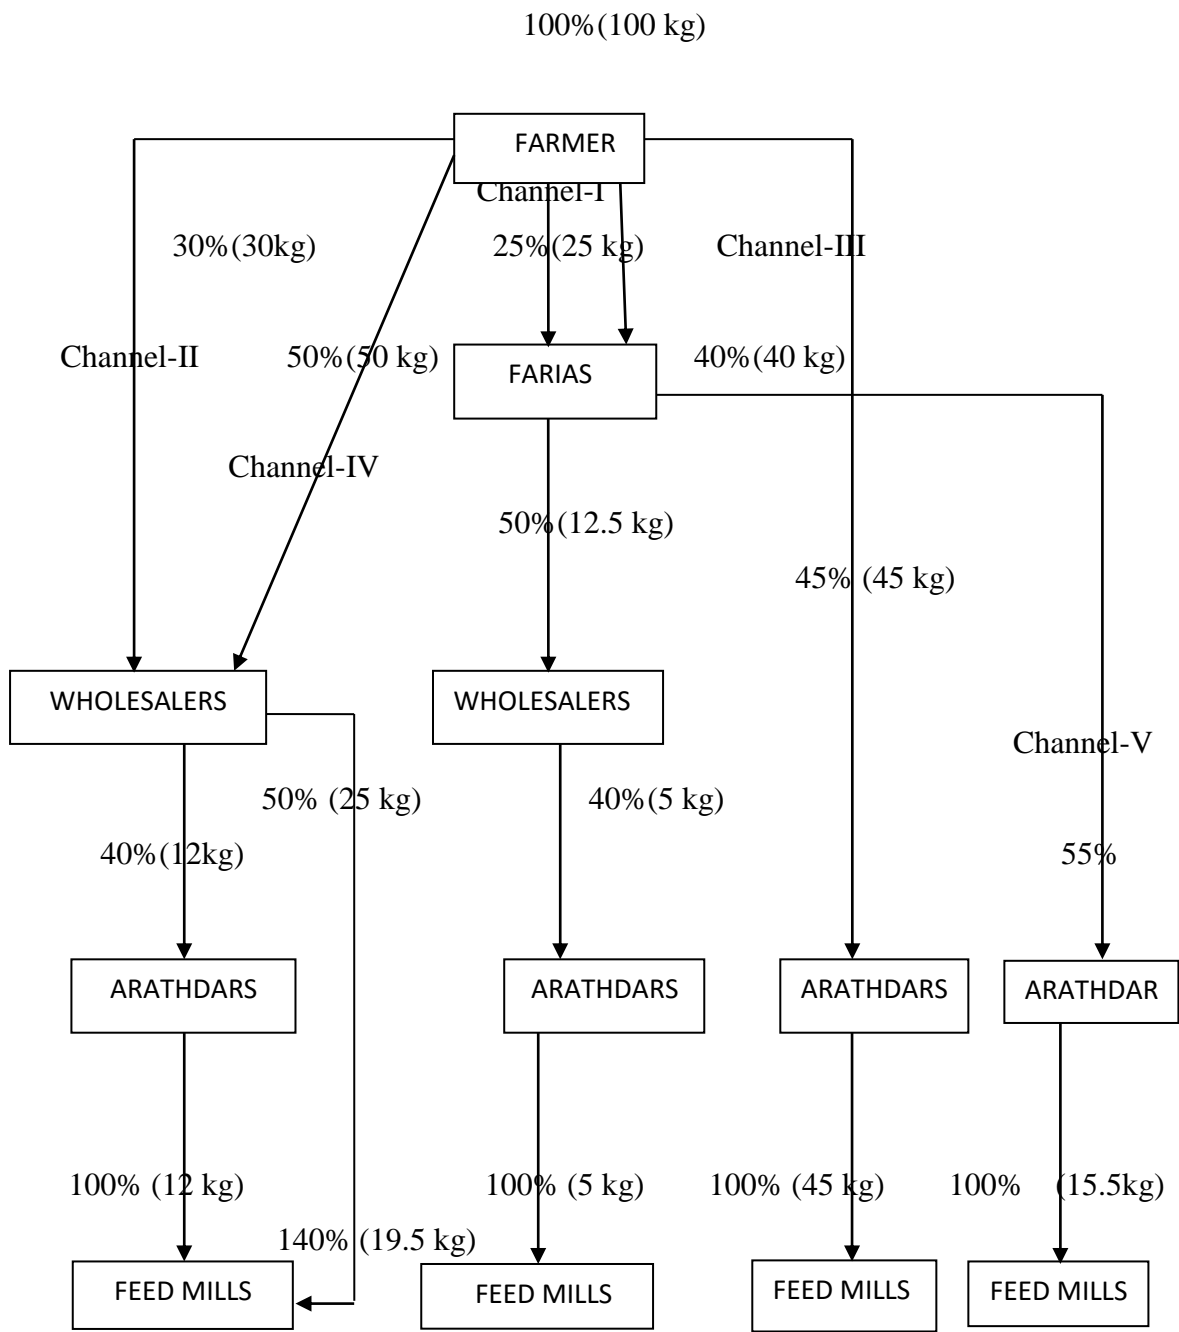 100%(100 kg)
FARMER
Channel-I
30%(30kg)
25%(25 kg)
Channel-III
Channel-II
50%(50 kg)
FARIAS
40%(40 kg)
Channel-IV
50%(12.5 kg)
45% (45 kg)
WHOLESALERS
WHOLESALERS
Channel-V
50% (25 kg)
40%(5 kg)
40%(12kg)
55%
ARATHDARS
ARATHDARS
ARATHDARS
ARATHDAR
100% (12 kg)
100% (5 kg)
100% (45 kg)
100% (15.5kg)
140% (19.5 kg)
FEED MILLS
FEED MILLS
FEED MILLS
FEED MILLS